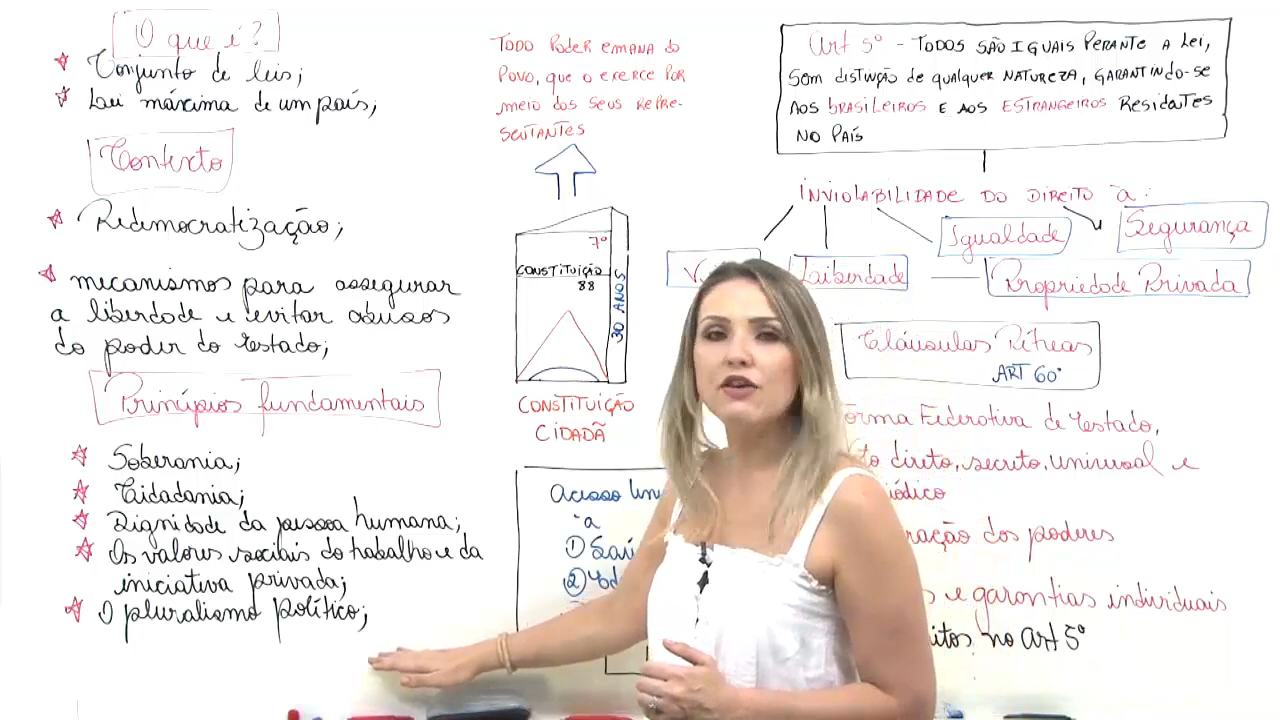 O que é?
Conjunto de leis;
Lei máxima de um país;
Contexto
Redemocratização;
mecanismos para assegurar
a liberdade e evitar abusos
do poder do Estado;
Princípios fundamentais
Soberania;
Cidadania;
Dignidade da pessoa humana;
Os valores sociais do trabalho e da
iniciativa privada;
O pluralismo político;
TODO PODER EMANA DO
POVO, QUE O EXERCE POR
MEIO DOS SEUS REPRE-
SENTANTES
7º
CONSTITUIÇÃO
88
30 ANOS
CONSTITUIÇÃO
CIDADÃ
Acesso
à
①
②
Art 5º - TODOS SÃO IGUAIS PERANTE A LEI,
SEM DISTINÇÃO DE QUALQUER NATUREZA, GARANTINDO-SE
AOS BRASILEIROS E AOS ESTRANGEIROS RESIDENTES
NO PAÍS
INVIOLABILIDADE DO DIREITO à:
Igualdade
Segurança
Liberdade
Propriedade Privada
Cláusulas Pétreas
ART 60º
Forma Federativa de Estado,
direto, secreto, universal e
dos poderes
e garantias individuais
no Art 5º